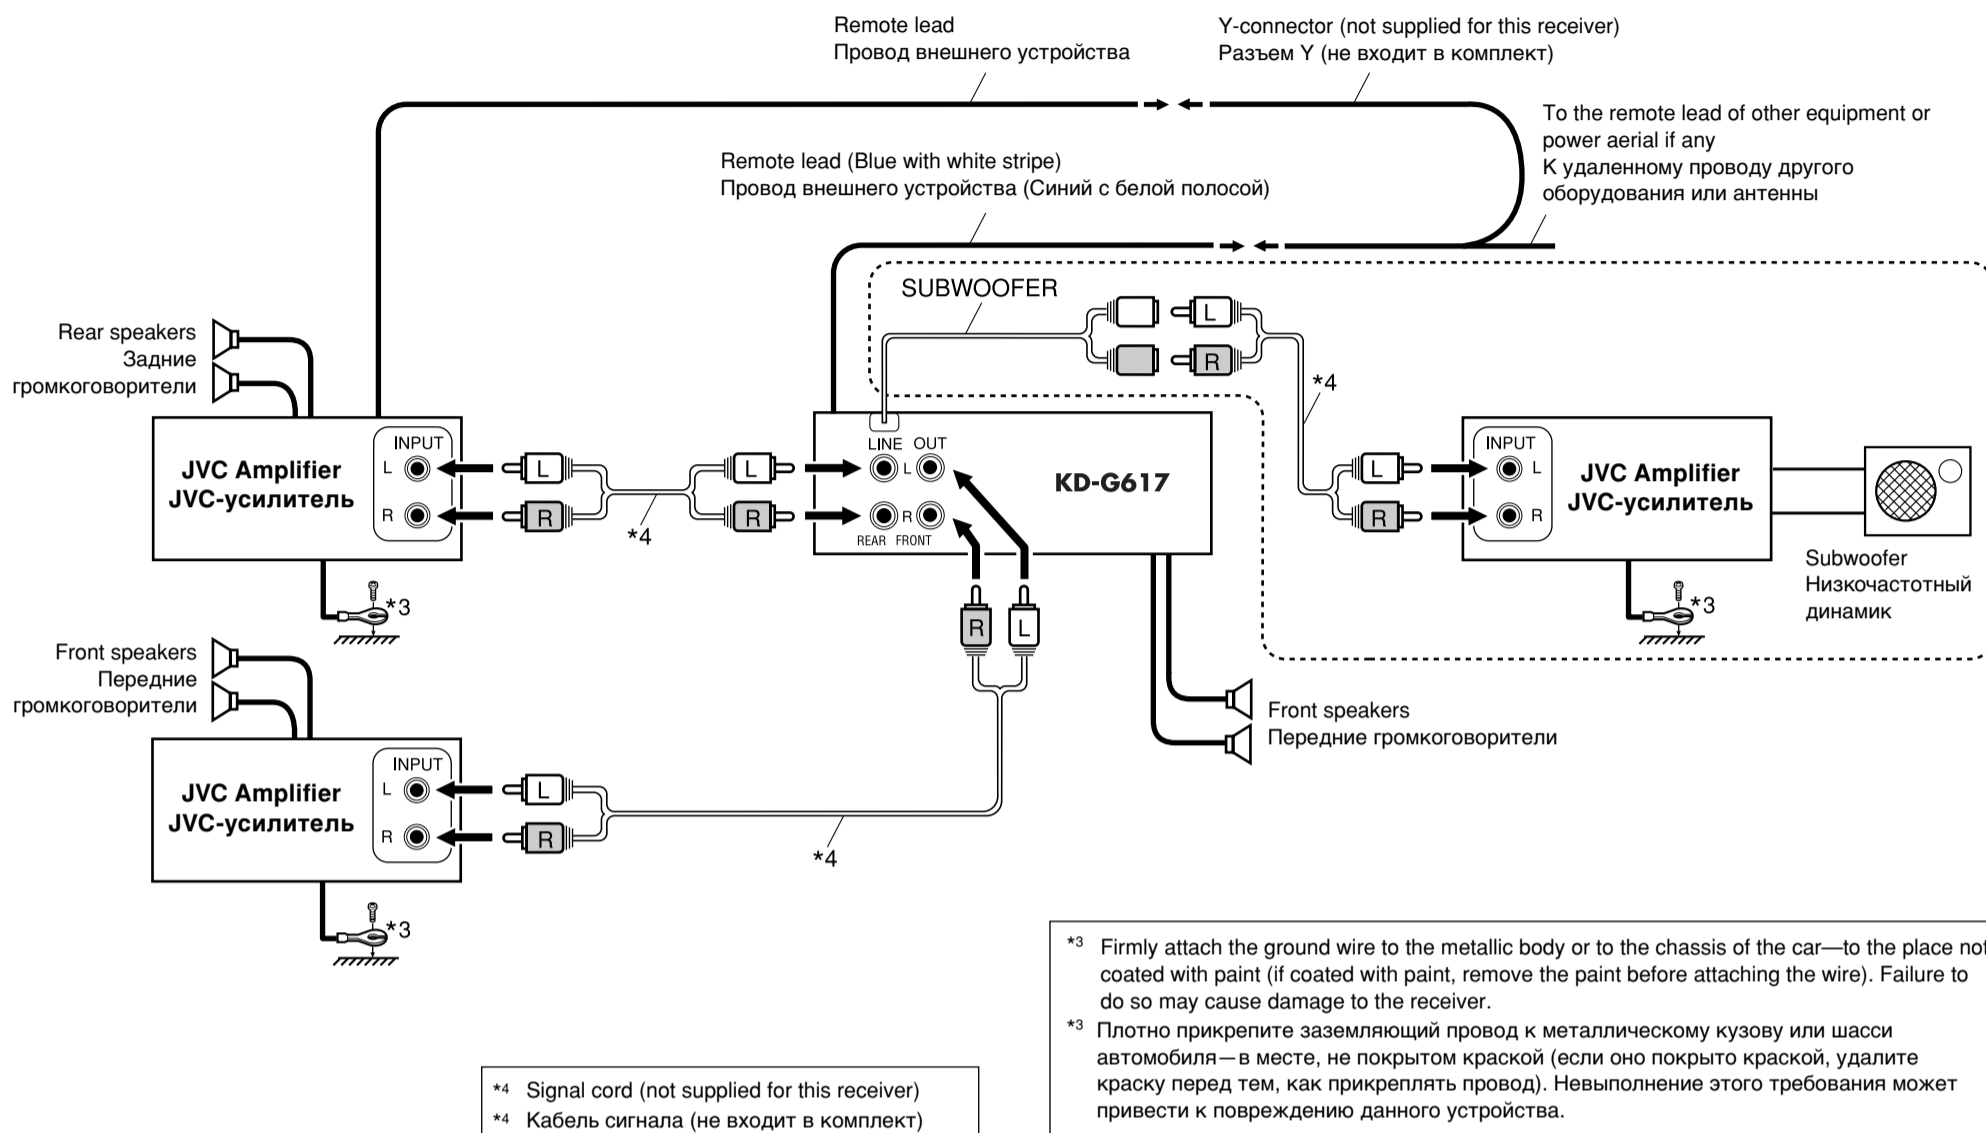 Remote lead
Провод внешнего устройства
Y-connector (not supplied for this receiver)
Разъем Y (не входит в комплект)
To the remote lead of other equipment or
power aerial if any
К удаленному проводу другого
оборудования или антенны
Remote lead (Blue with white stripe)
Провод внешнего устройства (Синий с белой полосой)
SUBWOOFER
L
R
*4
Rear speakers
Задние
громкоговорители
JVC Amplifier
JVC-усилитель
INPUT
L
R
*3
L
R
*4
L
R
LINE OUT
L
R
REAR FRONT
KD-G617
R
L
L
R
INPUT
L
R
JVC Amplifier
JVC-усилитель
*3
Subwoofer
Низкочастотный
динамик
Front speakers
Передние
громкоговорители
JVC Amplifier
JVC-усилитель
INPUT
L
R
*3
L
R
*4
Front speakers
Передние громкоговорители
*3 Firmly attach the ground wire to the metallic body or to the chassis of the car—to the place not
coated with paint (if coated with paint, remove the paint before attaching the wire). Failure to
do so may cause damage to the receiver.
*3 Плотно прикрепите заземляющий провод к металлическому кузову или шасси
автомобиля—в месте, не покрытом краской (если оно покрыто краской, удалите
краску перед тем, как прикреплять провод). Невыполнение этого требования может
привести к повреждению данного устройства.
*4 Signal cord (not supplied for this receiver)
*4 Кабель сигнала (не входит в комплект)